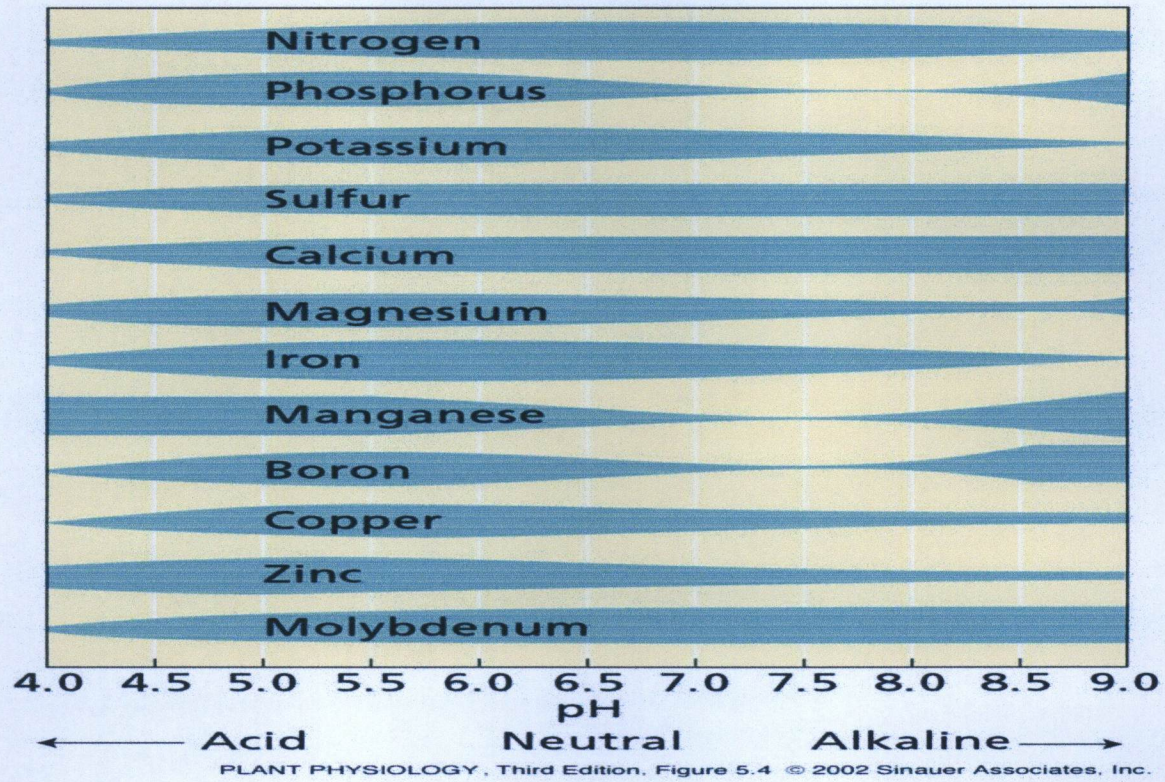 Nitrogen
Phosphorus
Potassium
Sulfur
Calcium
Magnesium
Iron
Manganese
Boron
Copper
Zinc
Molybdenum
4.0 4.5 5.0 5.5 6.0 6.5 7.0 7.5 8.0 8.5 9.0
pH
Acid Neutral Alkaline
PLANT PHYSIOLOGY, Third Edition, Figure 5.4 © 2002 Sinauer Associates, Inc.